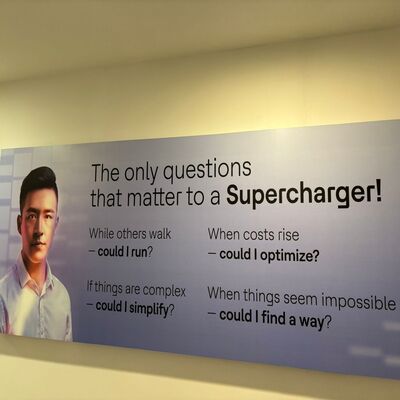 The only questions
that matter to a Supercharger!
While others walk
– could I run?
When costs rise
– could I optimize?
If things are complex
– could I simplify?
When things seem impossible
– could I find a way?